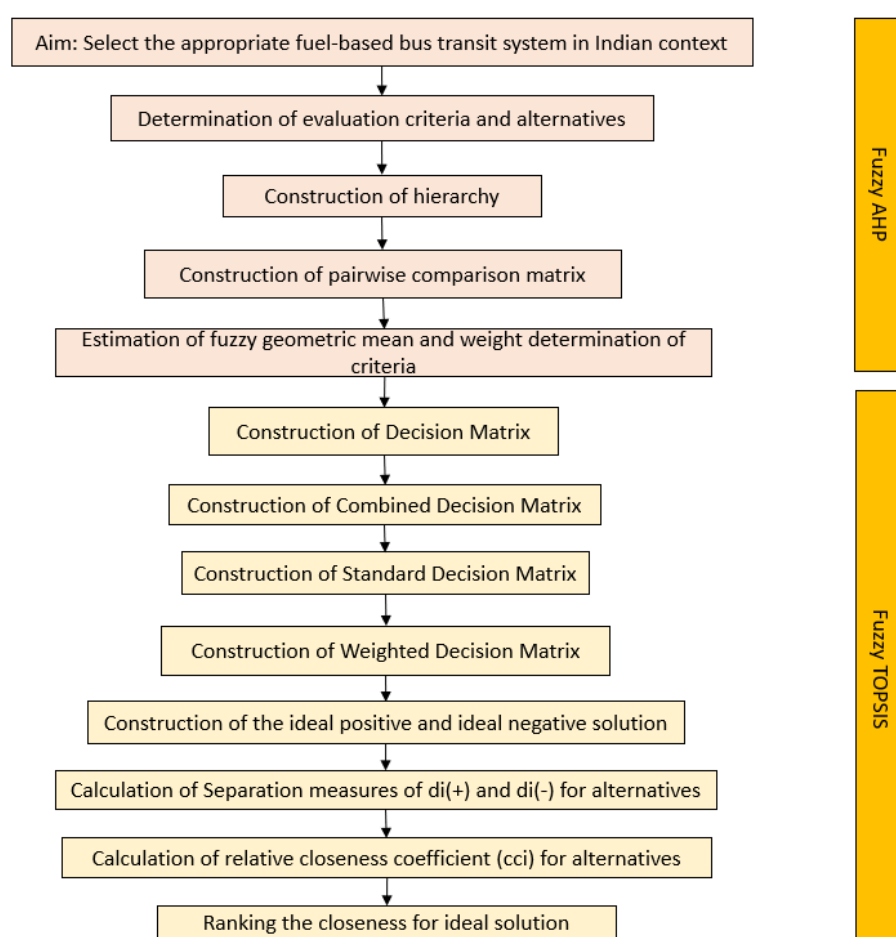 Aim: Select the appropriate fuel-based bus transit system in Indian context
Determination of evaluation criteria and alternatives
Construction of hierarchy
Construction of pairwise comparison matrix
Estimation of fuzzy geometric mean and weight determination of
criteria
Fuzzy AHP
Construction of Decision Matrix
Construction of Combined Decision Matrix
Construction of Standard Decision Matrix
Construction of Weighted Decision Matrix
Construction of the ideal positive and ideal negative solution
Calculation of Separation measures of di(+) and di(-) for alternatives
Calculation of relative closeness coefficient (cci) for alternatives
Ranking the closeness for ideal solution
Fuzzy TOPSIS